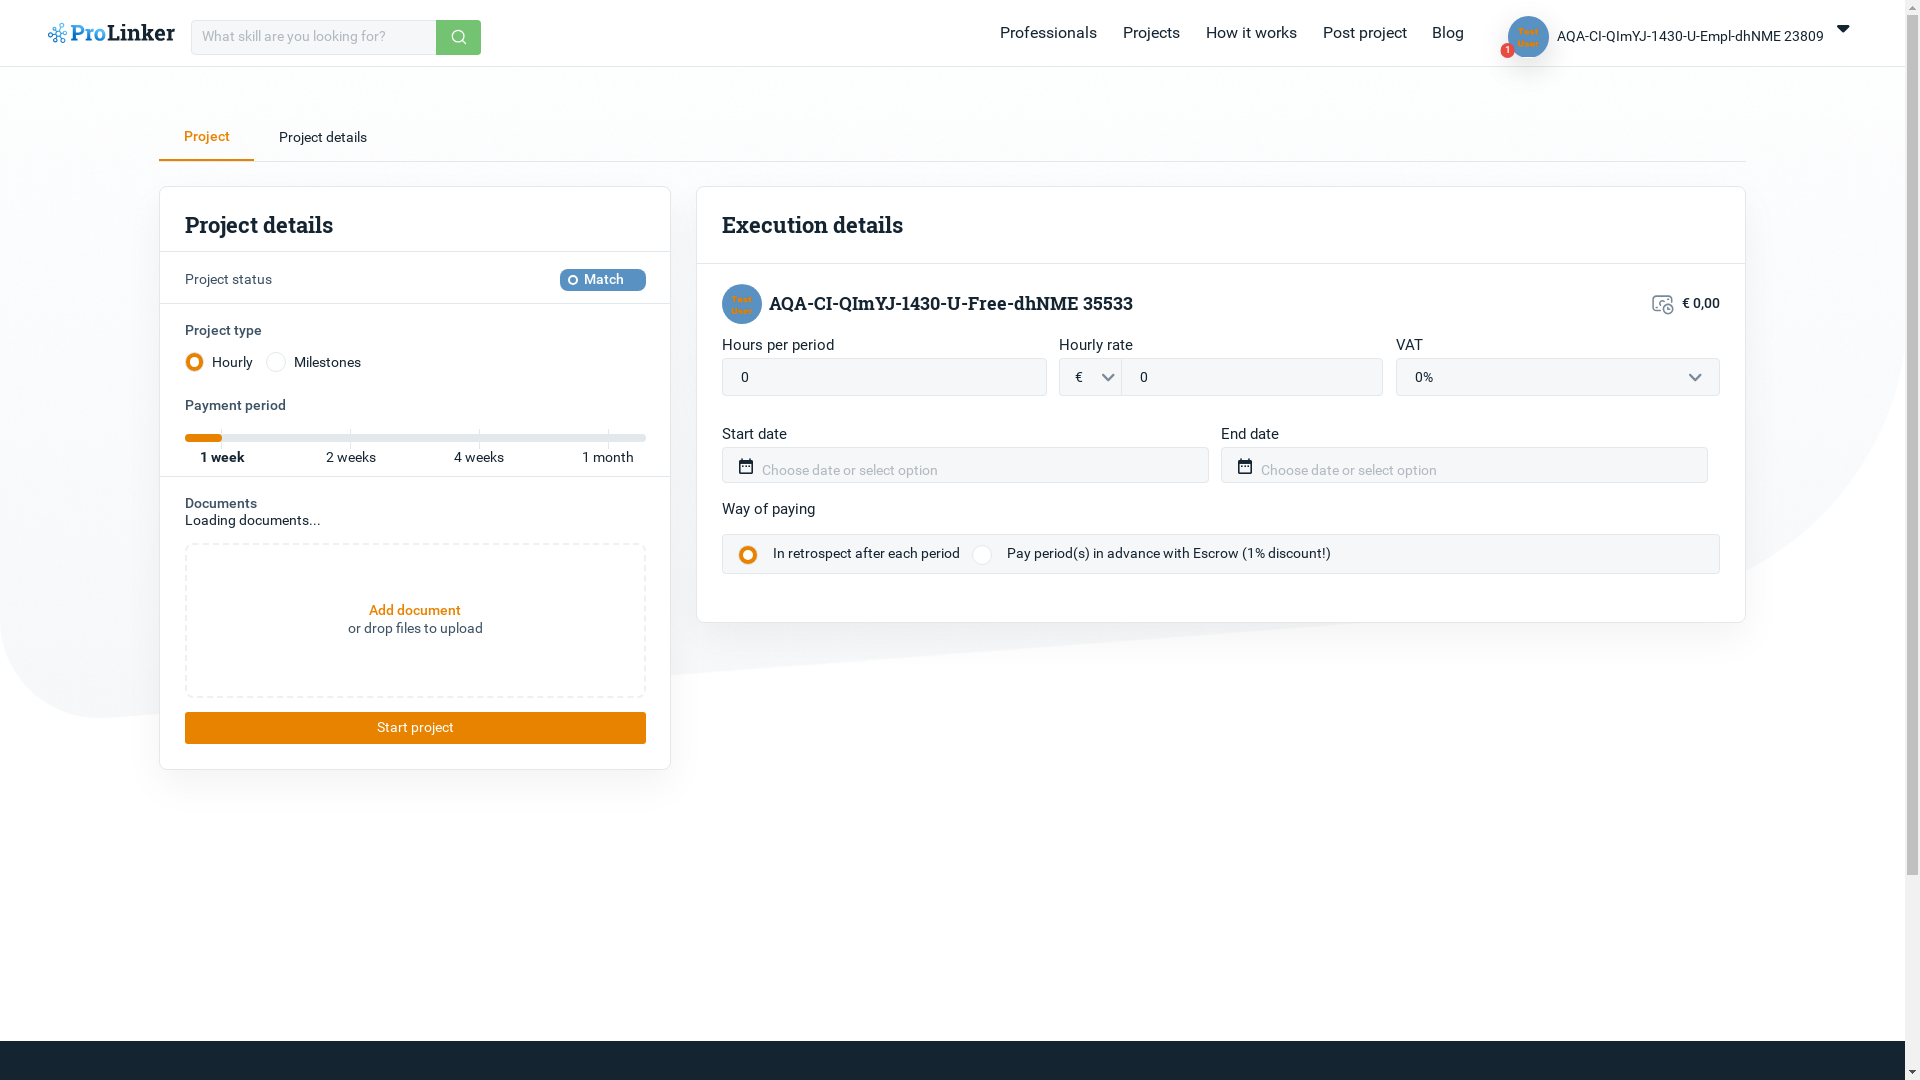 ProLinker
What skill are you looking for?
Professionals
Projects
How it works
Post project
Blog
Test
User
1
AQA-CI-QImYJ-1430-U-Empl-dhNME 23809
Project
Project details
Project details
Project status
Match
Project type
Hourly
Milestones
Payment period
1 week
2 weeks
4 weeks
1 month
Documents
Loading documents...
Add document
or drop files to upload
Start project
Execution details
Test
User
AQA-CI-QImYJ-1430-U-Free-dhNME 35533
€ 0,00
Hours per period
Hourly rate
VAT
0
€
0
0%
Start date
End date
Choose date or select option
Choose date or select option
Way of paying
In retrospect after each period
Pay period(s) in advance with Escrow (1% discount!)